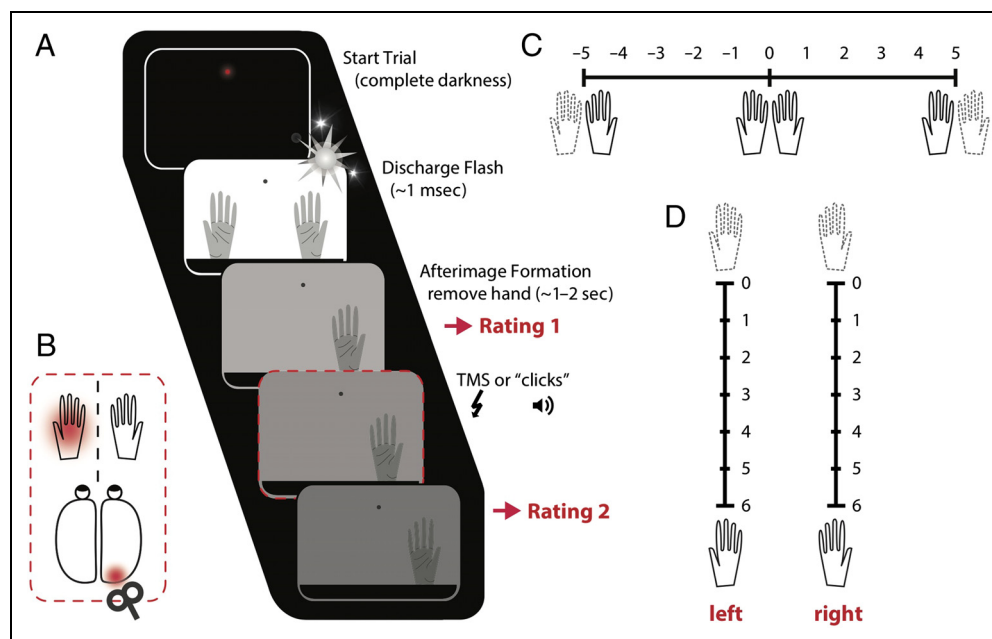 A
Start Trial
(complete darkness)
Discharge Flash
(~1 msec)
Afterimage Formation
remove hand (~1–2 sec)
Rating 1
TMS or “clicks”
Rating 2
B
C
–5 –4 –3 –2 –1 0 1 2 3 4 5
D
0 0
1 1
2 2
3 3
4 4
5 5
6 6
left right